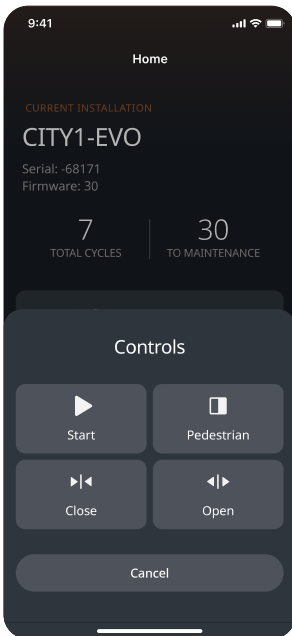 9:41
Home
CURRENT INSTALLATION
CITY1-EVO
Serial: -68171
Firmware: 30
7
30
TOTAL CYCLES
TO MAINTENANCE
Controls
Start
Pedestrian
Close
Open
Cancel